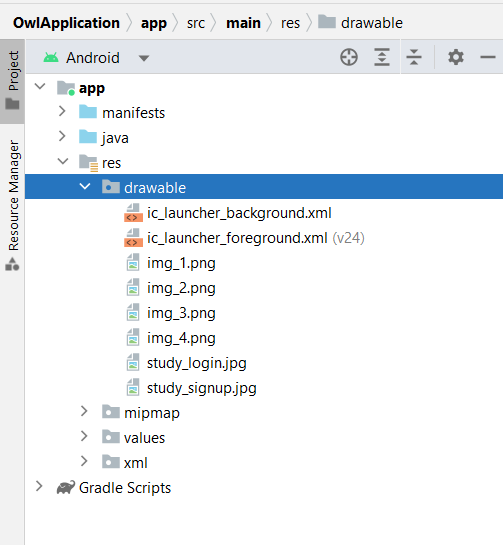 OwlApplication app src main res drawable
Project
Resource Manager
Android
app
manifests
java
res
drawable
ic_launcher_background.xml
ic_launcher_foreground.xml (v24)
img_1.png
img_2.png
img_3.png
img_4.png
study_login.jpg
study_signup.jpg
mipmap
values
xml
Gradle Scripts